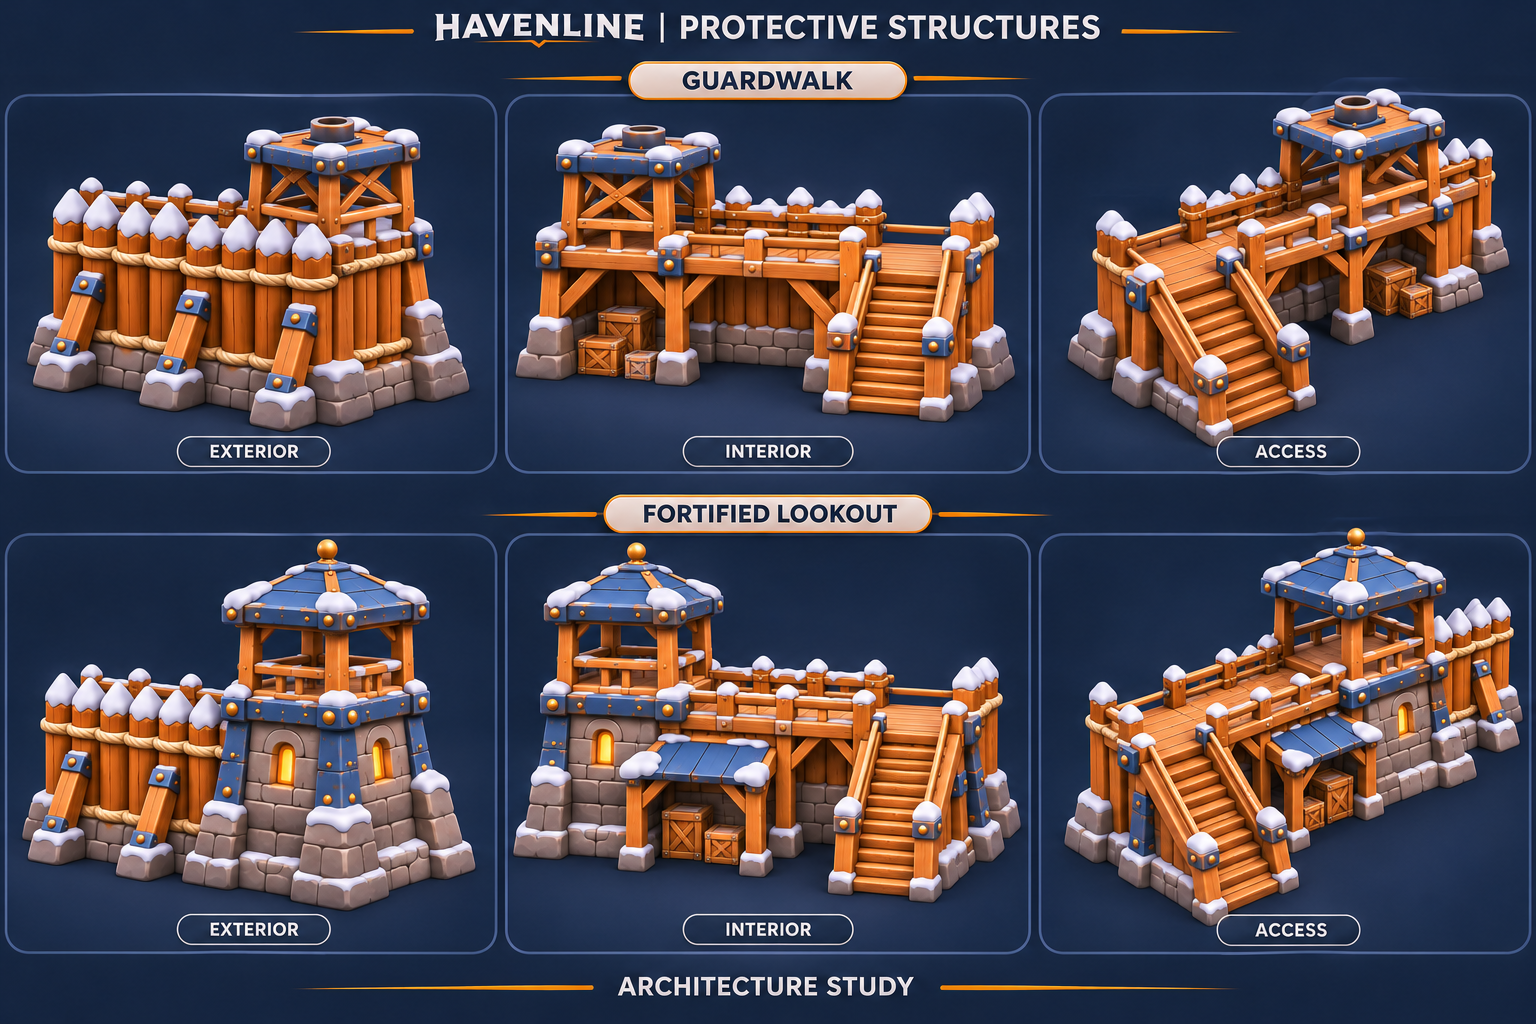 HAVENLINE | PROTECTIVE STRUCTURES
GUARDWALK
EXTERIOR
INTERIOR
ACCESS
FORTIFIED LOOKOUT
EXTERIOR
INTERIOR
ACCESS
ARCHITECTURE STUDY